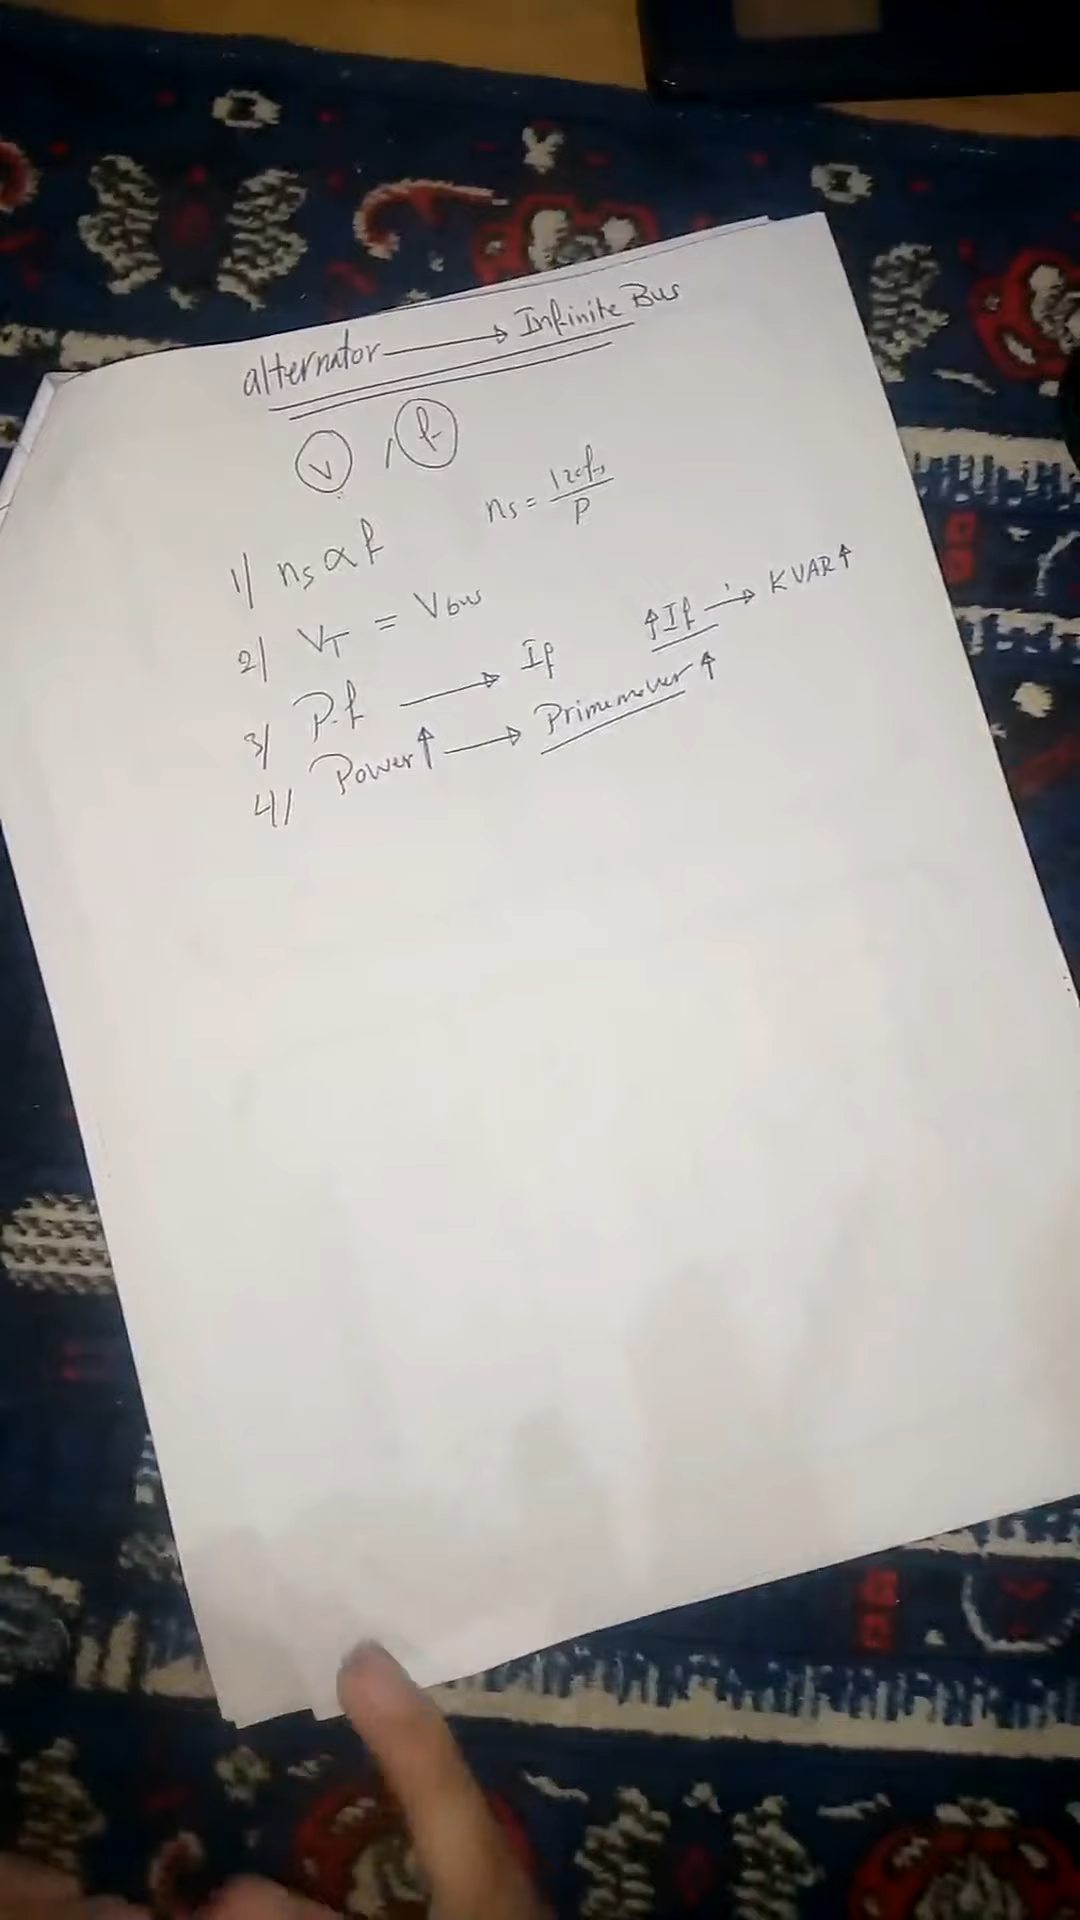 alternator → Infinite Bus
V , f
ns = 120f / P
1/ ns α f
2/ VT = Vbus
3/ P.f → If ↑If → KVAR↑
4/ Power↑ → Primemover↑